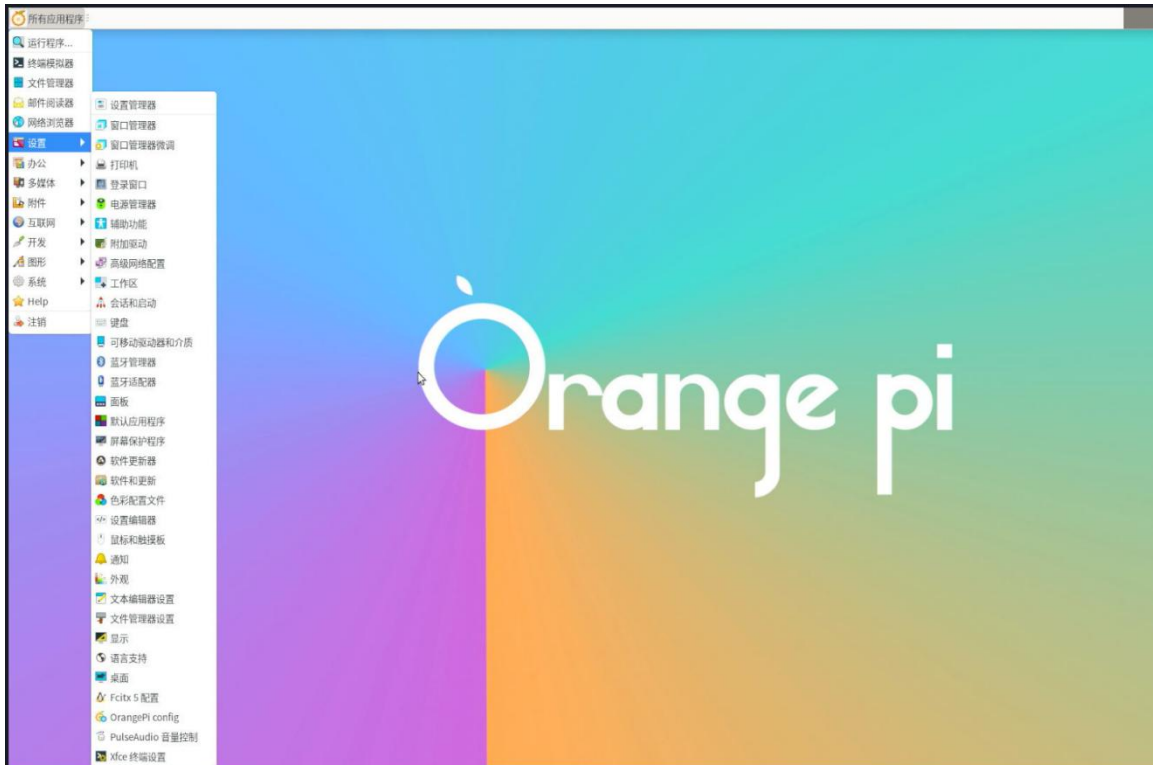 所有应用程序
运行程序...
终端模拟器
文件管理器
邮件阅读器
网络浏览器
设置
办公
多媒体
附件
互联网
开发
图形
系统
Help
注销
设置管理器
窗口管理器
窗口管理器微调
打印机
登录窗口
电源管理器
辅助功能
附加驱动
高级网络配置
工作区
会话和启动
键盘
可移动驱动器和介质
蓝牙管理器
蓝牙适配器
面板
默认应用程序
屏幕保护程序
软件更新器
软件和更新
色彩配置文件
设置编辑器
鼠标和触摸板
通知
外观
文本编辑器设置
文件管理器设置
显示
语言支持
桌面
Fcitx 5 配置
OrangePi config
PulseAudio 音量控制
Xfce 终端设置
Orange pi